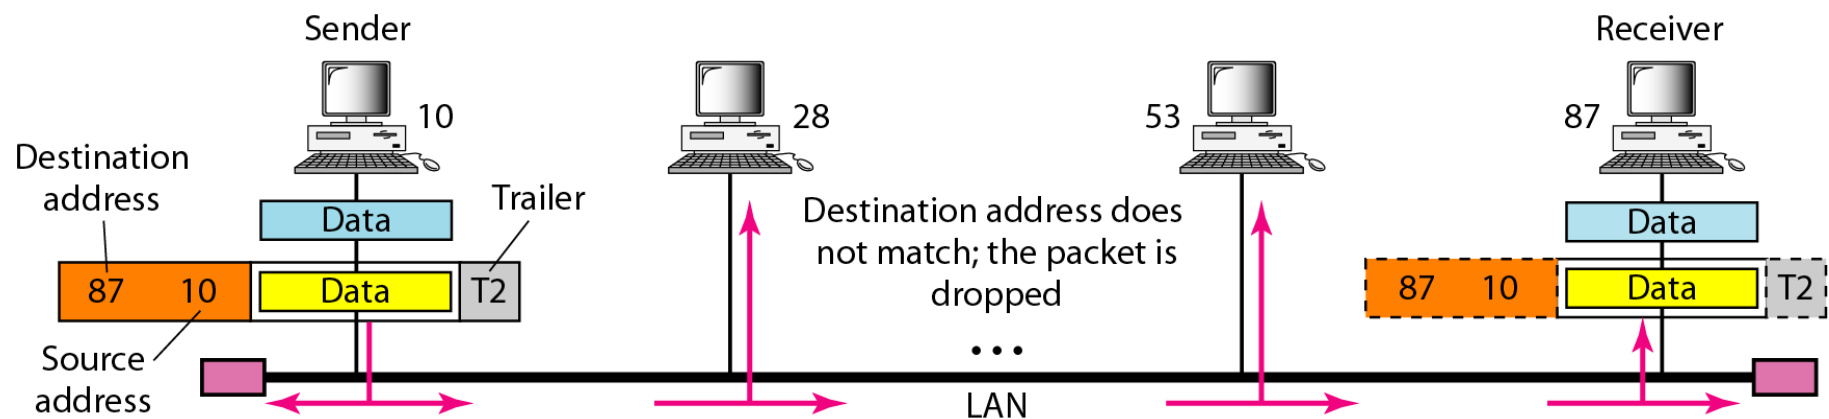 Sender
Receiver
10
28
53
87
Destination
address
Trailer
Data
Destination address does
not match; the packet is
dropped
Data
87 10
Data
T2
87 10
Data
T2
Source
address
...
LAN